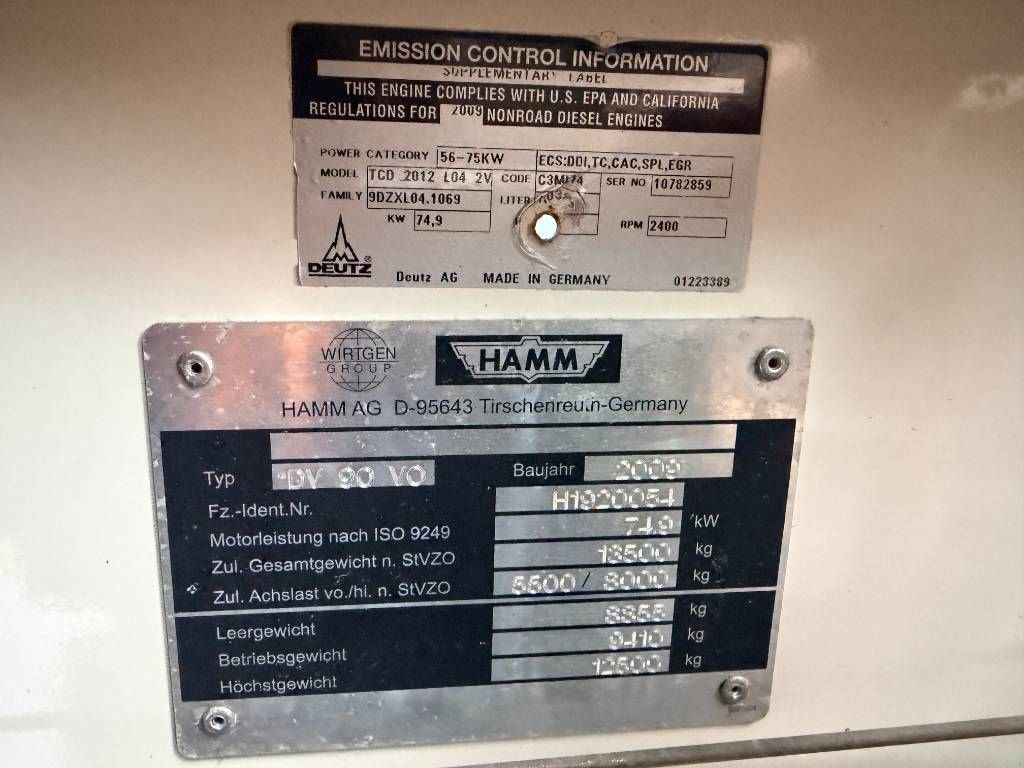 EMISSION CONTROL INFORMATION
SUPPLEMENTARY LABEL
THIS ENGINE COMPLIES WITH U.S. EPA AND CALIFORNIA
REGULATIONS FOR 2009 NONROAD DIESEL ENGINES
POWER CATEGORY 56-75KW ECS:DDI,TC,CAC,SPL,EGR
MODEL TCD 2012 L04 2V CODE SER NO 10782859
FAMILY 9DZXL04.1069 LITER
KW 74,9 RPM 2400
DEUTZ ®
Deutz AG MADE IN GERMANY 01223389
WIRTGEN
GROUP
HAMM
HAMM AG D-95643 Tirschenreuth-Germany
Typ DV 90 VO Baujahr 2009
Fz.-Ident.Nr. H1920054
Motorleistung nach ISO 9249 74.9 kW
Zul. Gesamtgewicht n. StVZO 13500 kg
Zul. Achslast vo./hi. n. StVZO 5500 / 8000 kg
Leergewicht 8855 kg
Betriebsgewicht 9410 kg
Höchstgewicht 12500 kg